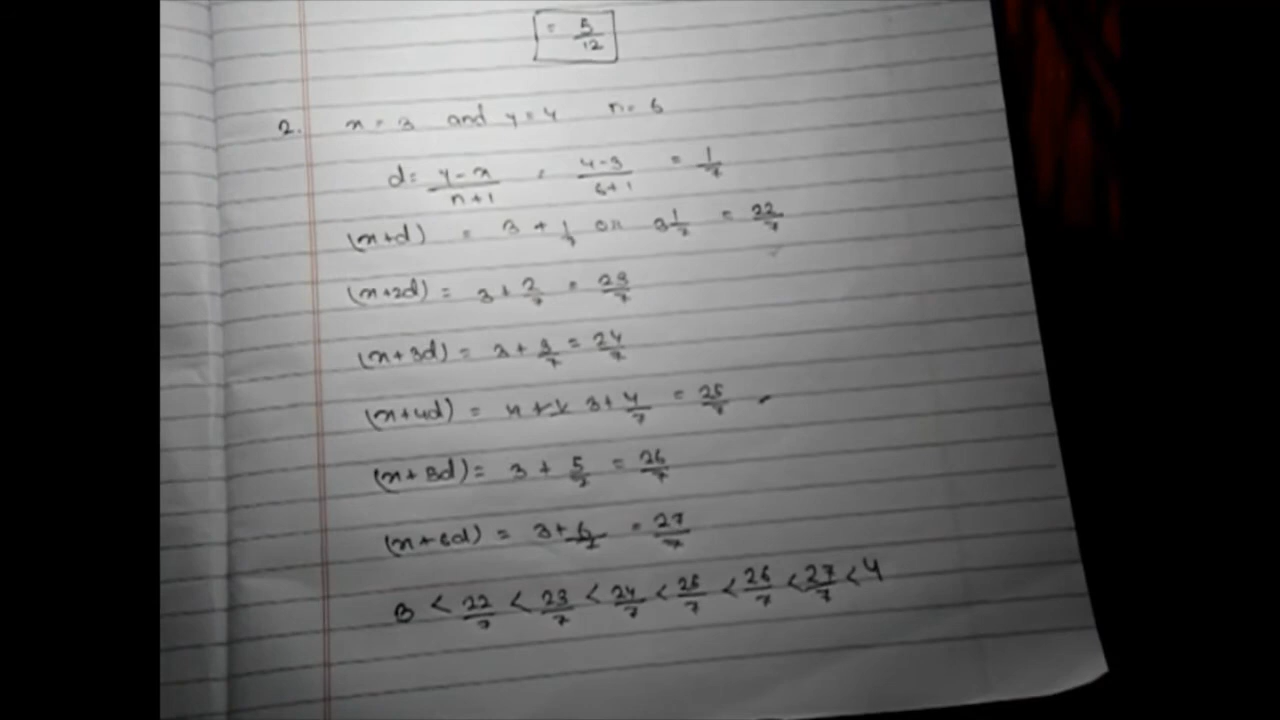 = 5/12
2. x = 3 and y = 4 n = 6
d = y-x/n+1 = 4-3/6+1 = 1/7
(x+d) = 3 + 1/7 or 3 1/7 = 22/7
(x+2d) = 3 + 2/7 = 23/7
(x+3d) = 3 + 3/7 = 24/7
(x+4d) = 3 + 4/7 = 25/7
(x+5d) = 3 + 5/7 = 26/7
(x+6d) = 3 + 6/7 = 27/7
3 < 22/7 < 23/7 < 24/7 < 25/7 < 26/7 < 27/7 < 4